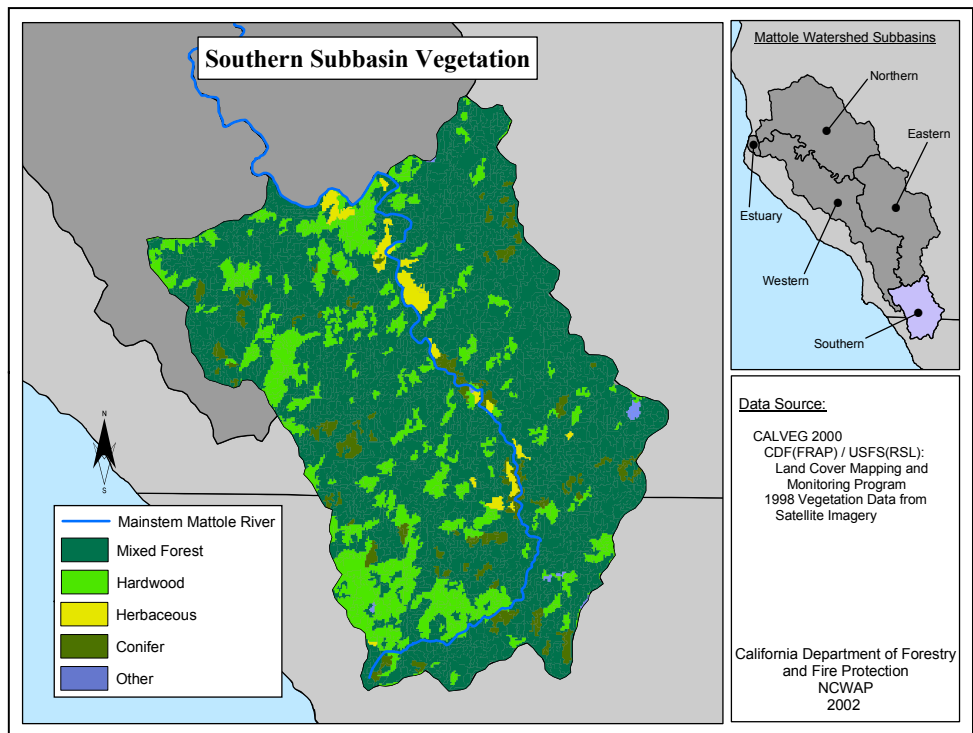 Southern Subbasin Vegetation
N
S
Mainstem Mattole River
Mixed Forest
Hardwood
Herbaceous
Conifer
Other
Mattole Watershed Subbasins
Northern
Eastern
Estuary
Western
Southern
Data Source:
CALVEG 2000
CDF(FRAP) / USFS(RSL):
Land Cover Mapping and
Monitoring Program
1998 Vegetation Data from
Satellite Imagery
California Department of Forestry
and Fire Protection
NCWAP
2002